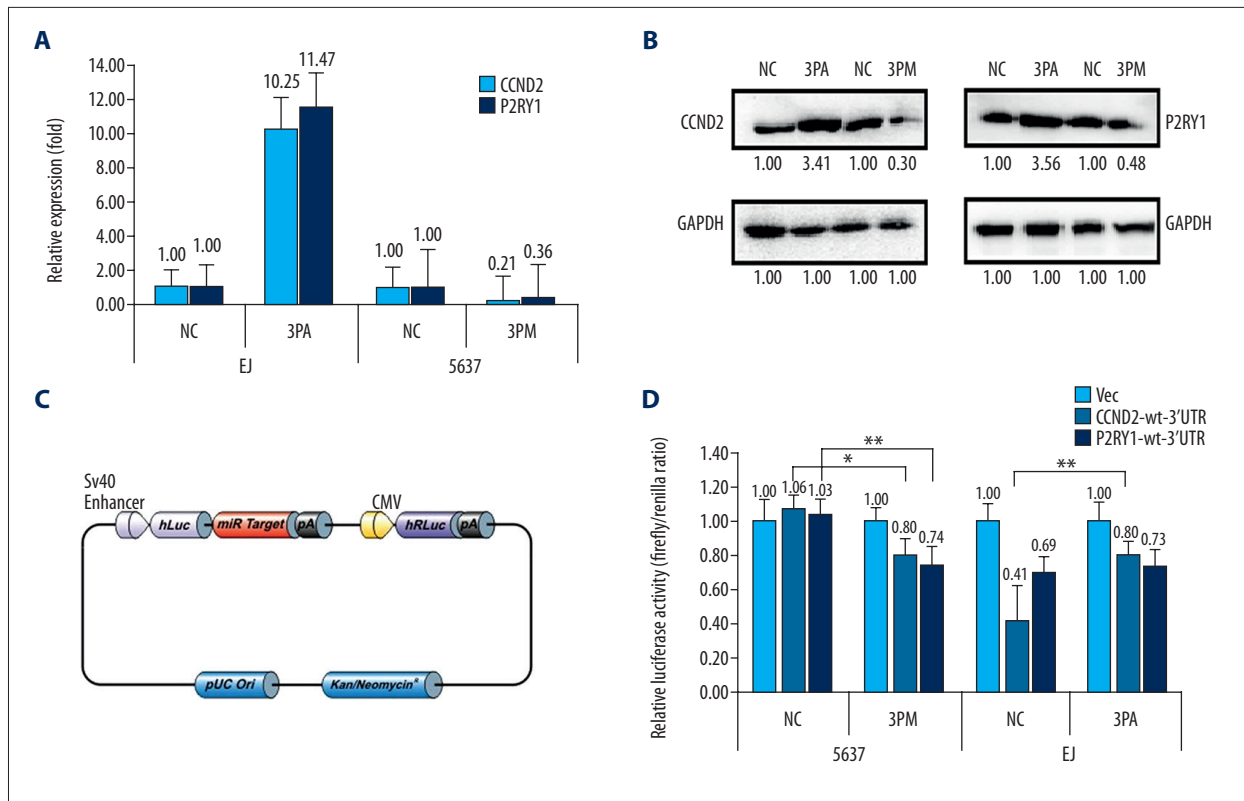 A
14.00
12.00
10.00
8.00
6.00
4.00
2.00
0.00
Relative expression (fold)
CCND2
P2RY1
1.00
1.00
10.25
11.47
1.00
1.00
0.21
0.36
NC
3PA
NC
3PM
EJ
5637
B
NC 3PA NC 3PM
CCND2
1.00 3.41 1.00 0.30
GAPDH
1.00 1.00 1.00 1.00
NC 3PA NC 3PM
P2RY1
1.00 3.56 1.00 0.48
GAPDH
1.00 1.00 1.00 1.00
C
Sv40
Enhancer
CMV
hLuc
miR Target
pA
hRLuc
pA
pUC Ori
Kan/Neomycin R
D
Vec
CCND2-wt-3'UTR
P2RY1-wt-3'UTR
Relative luciferase activity (firefly/renilla ratio)
1.40
1.20
1.00
0.80
0.60
0.40
0.20
0.00
**
*
**
1.00
1.06
1.03
1.00
0.80
0.74
1.00
0.41
0.69
1.00
0.80
0.73
NC
3PM
NC
3PA
5637
EJ